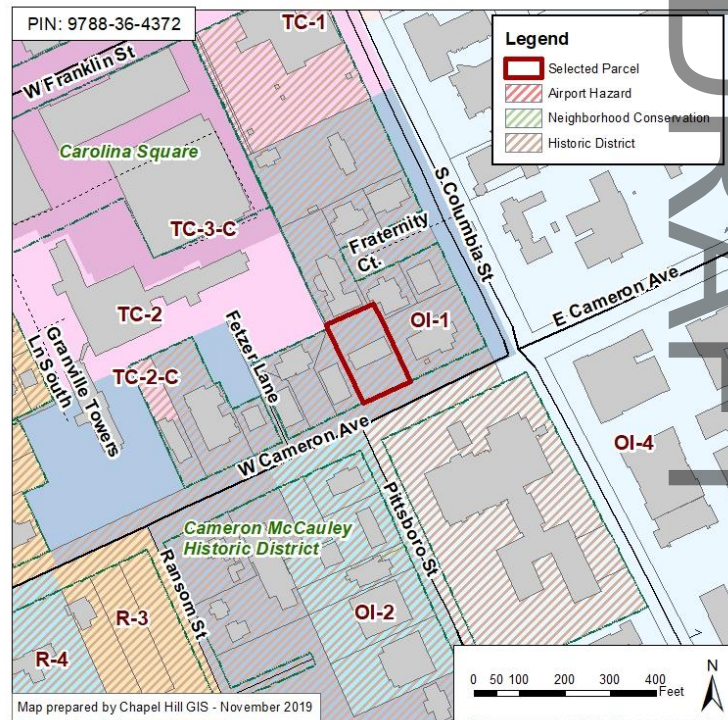 PIN: 9788-36-4372
TC-1
W Franklin St
Legend
Selected Parcel
Airport Hazard
Neighborhood Conservation
Historic District
DRAFT
Carolina Square
S Columbia St
TC-3-C
Fraternity
Ct.
E Cameron Ave
TC-2
OI-1
Fetzer Lane
Granville Towers
Ln South
TC-2-C
W Cameron Ave
OI-4
Pittsboro St
Cameron McCauley
Historic District
Ransom St
R-3
OI-2
R-4
0 50 100 200 300 400
Feet
N
Map prepared by Chapel Hill GIS - November 2019